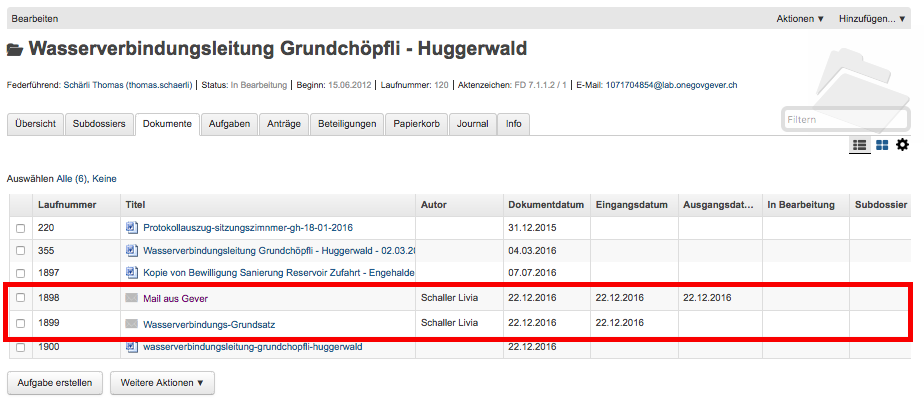 Bearbeiten Aktionen ▼ Hinzufügen... ▼
Wasserverbindungsleitung Grundchöpfli - Huggerwald
Federführend: Schärli Thomas (thomas.schaerli) | Status: In Bearbeitung | Beginn: 15.06.2012 | Laufnummer: 120 | Aktenzeichen: FD 7.1.1.2 / 1 | E-Mail: 1071704854@lab.onegovgever.ch
Übersicht Subdossiers Dokumente Aufgaben Anträge Beteiligungen Papierkorb Journal Info
Filtern
Auswählen Alle (6), Keine
Laufnummer Titel Autor Dokumentdatum Eingangsdatum Ausgangsdat... In Bearbeitung Subdossier
220 Protokollauszug-sitzungszimnmer-gh-18-01-2016 31.12.2015
355 Wasserverbindungsleitung Grundchöpfli - Huggerwald - 02.03.2 04.03.2016
1897 Kopie von Bewilligung Sanierung Reservoir Zufahrt - Engehalde 07.07.2016
1898 Mail aus Gever Schaller Livia 22.12.2016 22.12.2016 22.12.2016
1899 Wasserverbindungs-Grundsatz Schaller Livia 22.12.2016 22.12.2016
1900 wasserverbindungsleitung-grundchopfli-huggerwald 22.12.2016
Aufgabe erstellen Weitere Aktionen ▼